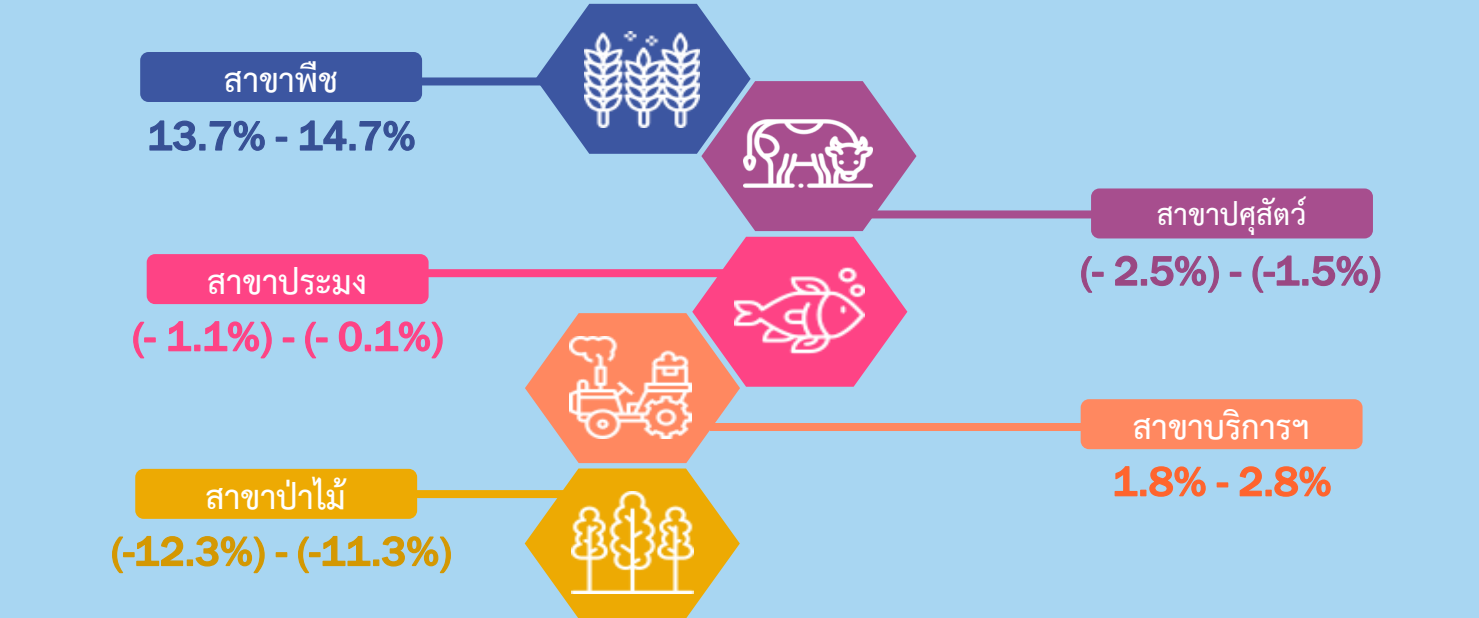 สาขาพืช
13.7% - 14.7%
สาขาปศุสัตว์
(- 2.5%) - (-1.5%)
สาขาประมง
(- 1.1%) - (- 0.1%)
สาขาบริการฯ
1.8% - 2.8%
สาขาป่าไม้
(-12.3%) - (-11.3%)